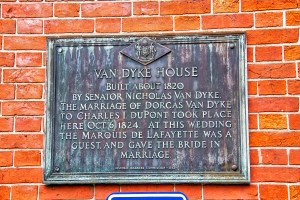 VAN DYKE HOUSE
BUILT ABOUT 1820
BY SENATOR NICHOLAS VAN DYKE.
THE MARRIAGE OF DORCAS VAN DYKE
TO CHARLES I. DUPONT TOOK PLACE
HERE OCT 6 1824. AT THIS WEDDING
THE MARQUIS DE LAFAYETTE WAS A
GUEST AND GAVE THE BRIDE IN
MARRIAGE